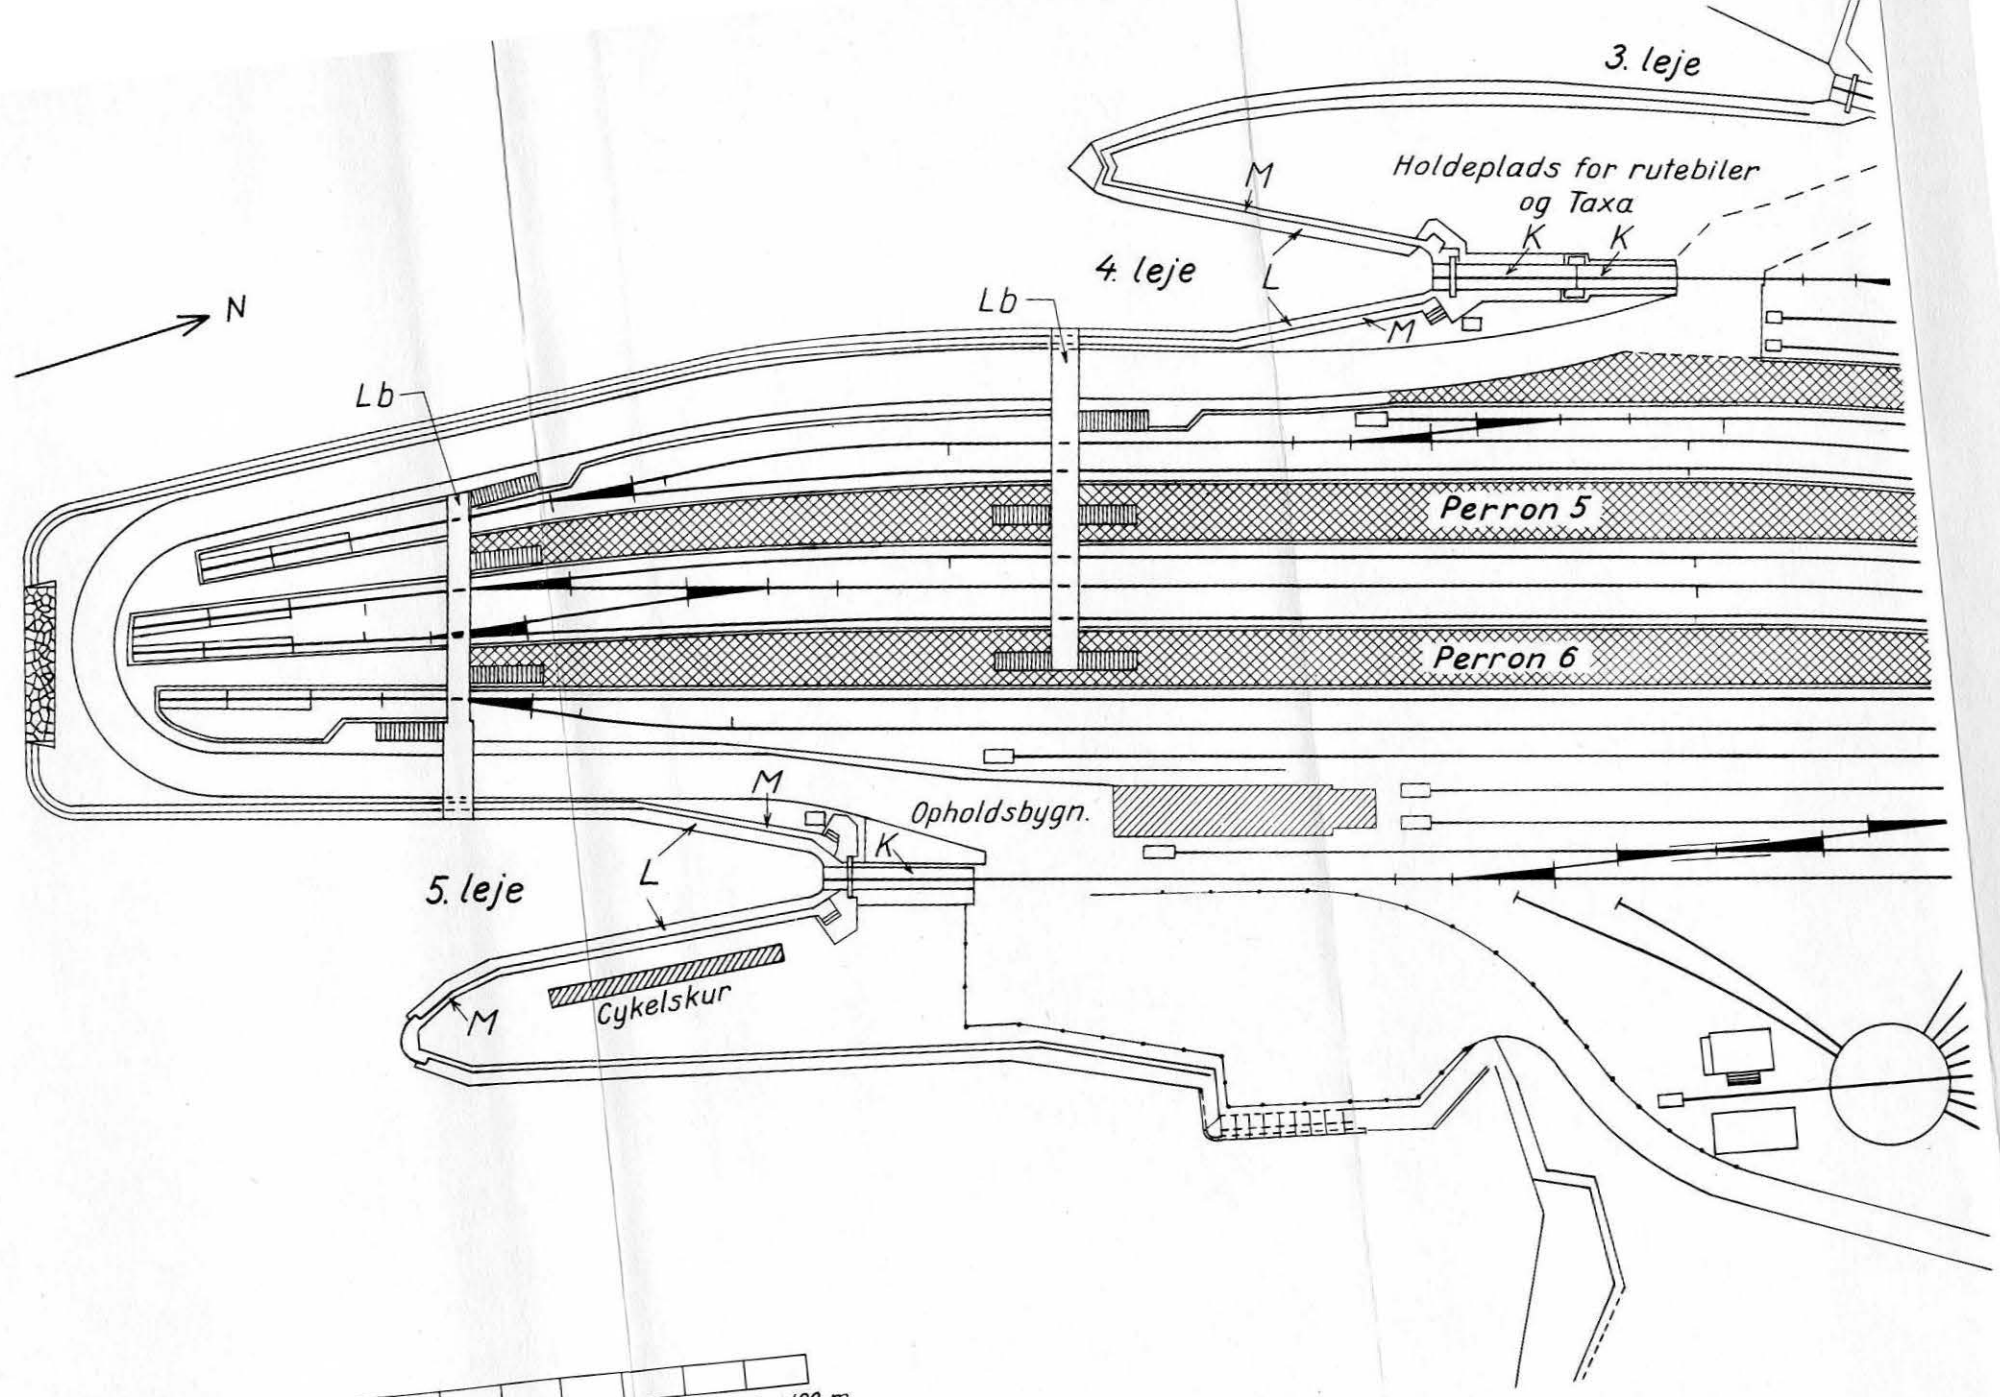 3. leje
M
Holdeplads for rutebiler
og Taxa
K
K
4. leje
L
Lb
N
M
Lb
Perron 5
Perron 6
M
Opholdsbygn.
K
L
5. leje
Cykelskur
M